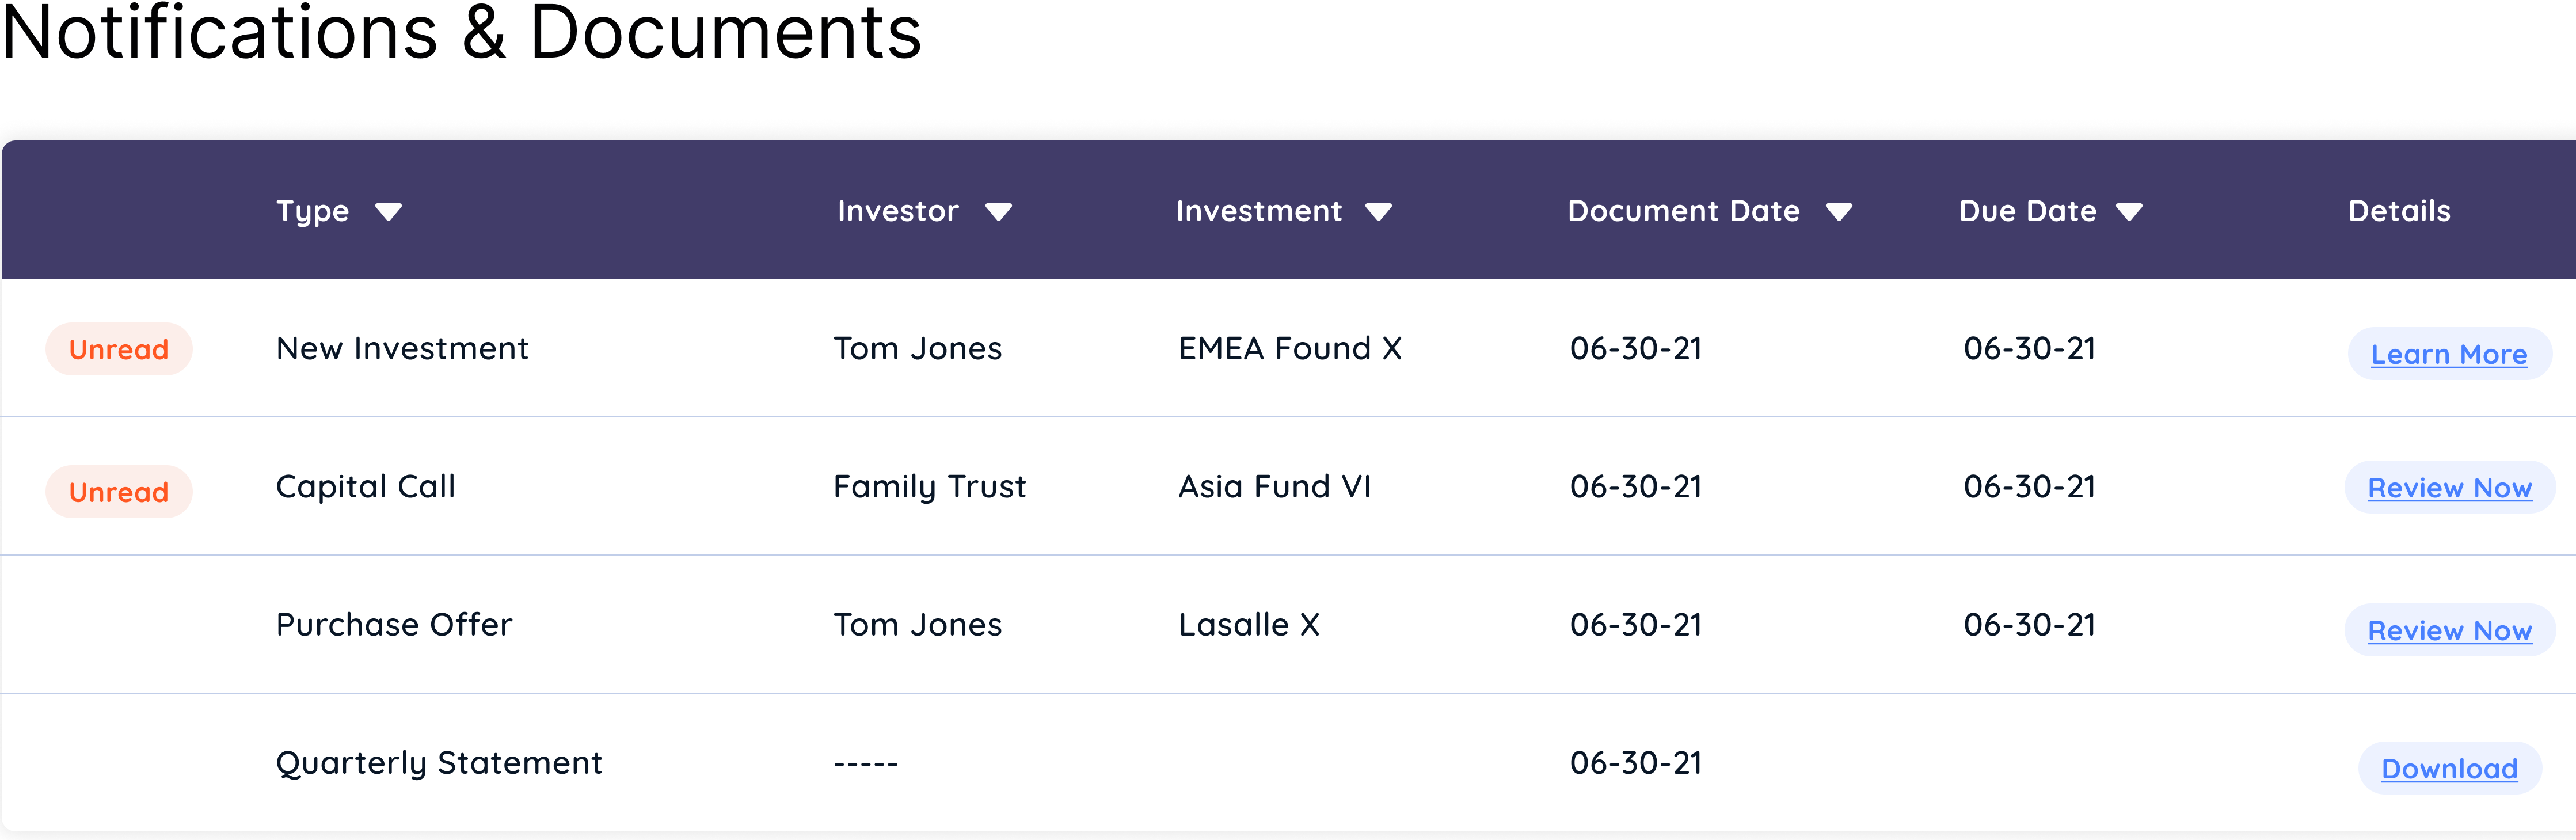 Notifications & Documents
Type Investor Investment Document Date Due Date Details
Unread New Investment Tom Jones EMEA Found X 06-30-21 06-30-21 Learn More
Unread Capital Call Family Trust Asia Fund VI 06-30-21 06-30-21 Review Now
Purchase Offer Tom Jones Lasalle X 06-30-21 06-30-21 Review Now
Quarterly Statement ----- 06-30-21 Download